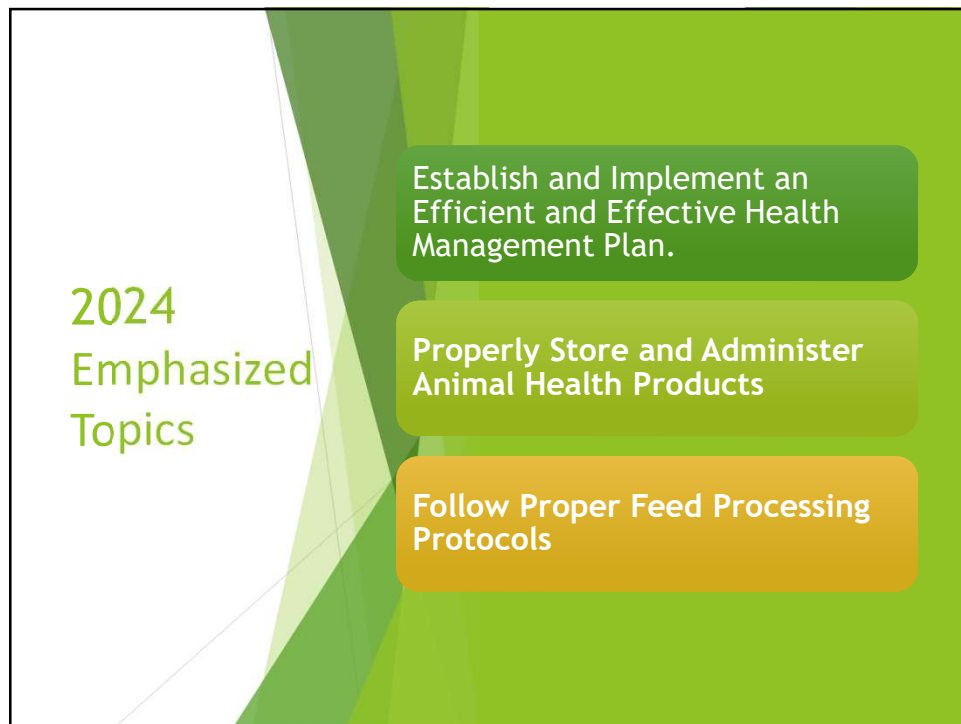 2024
Emphasized
Topics
Establish and Implement an
Efficient and Effective Health
Management Plan.
Properly Store and Administer
Animal Health Products
Follow Proper Feed Processing
Protocols